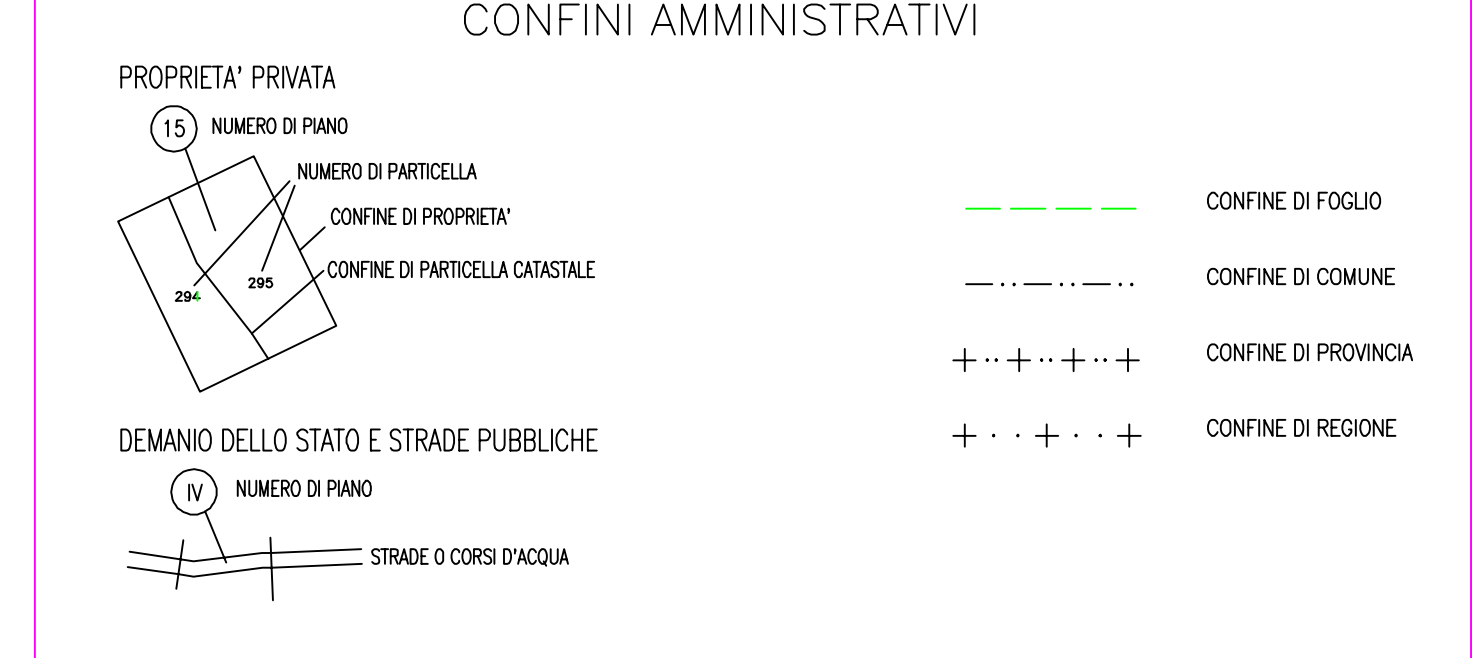 CONFINI AMMINISTRATIVI
PROPRIETA' PRIVATA
15 NUMERO DI PIANO
NUMERO DI PARTICELLA
CONFINE DI PROPRIETA'
CONFINE DI PARTICELLA CATASTALE
294
295
DEMANIO DELLO STATO E STRADE PUBBLICHE
IV NUMERO DI PIANO
STRADE O CORSI D'ACQUA
CONFINE DI FOGLIO
CONFINE DI COMUNE
CONFINE DI PROVINCIA
CONFINE DI REGIONE